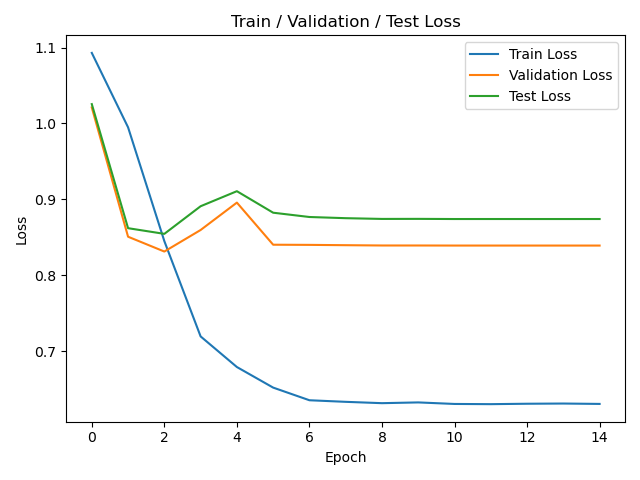 Train / Validation / Test Loss
1.1
1.0
0.9
0.8
0.7
Loss
Train Loss
Validation Loss
Test Loss
0 2 4 6 8 10 12 14
Epoch